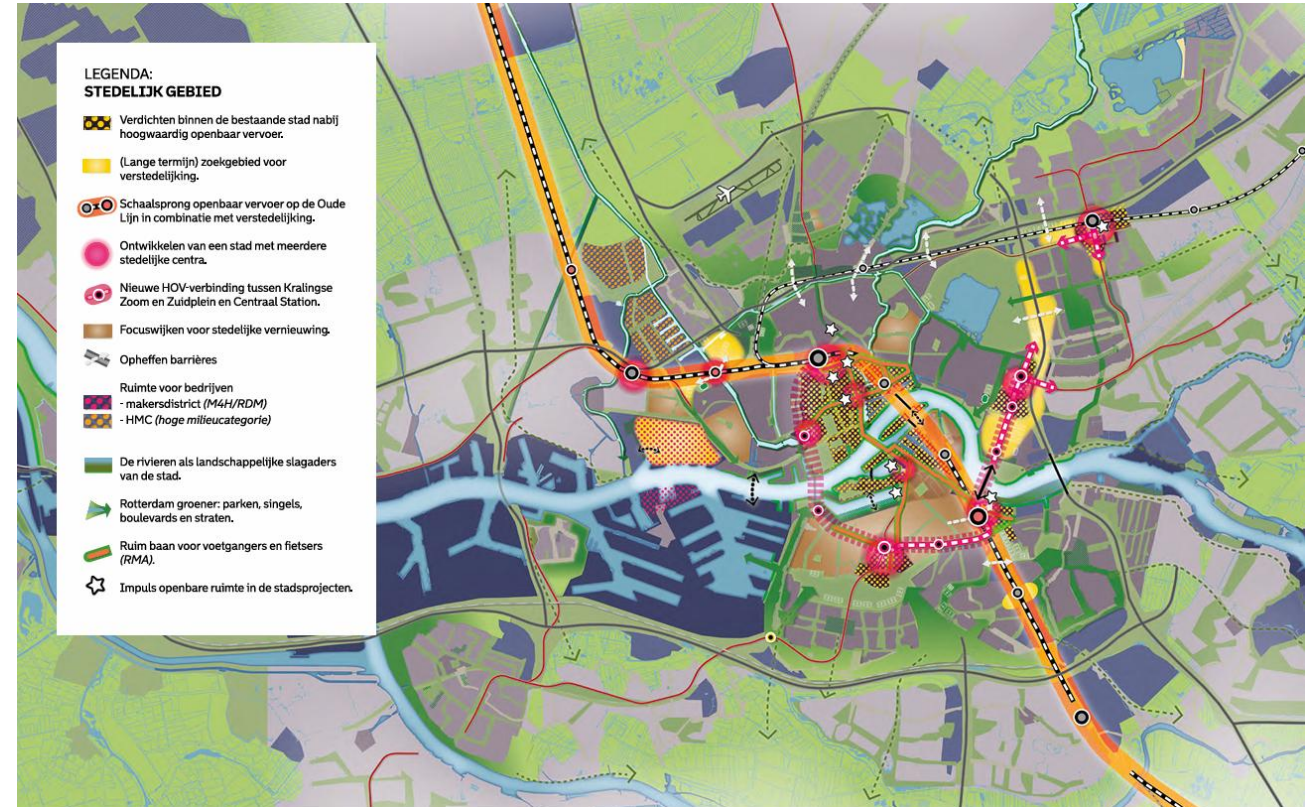 LEGENDA:
STEDELIJK GEBIED
Verdichten binnen de bestaande stad nabij
hoogwaardig openbaar vervoer.
(Lange termijn) zoekgebied voor
verstedelijking.
Schaalsprong openbaar vervoer op de Oude
Lijn in combinatie met verstedelijking.
Ontwikkelen van een stad met meerdere
stedelijke centra.
Nieuwe HOV-verbinding tussen Kralingse
Zoom en Zuidplein en Centraal Station.
Focuswijken voor stedelijke vernieuwing.
Opheffen barrières
Ruimte voor bedrijven
- makersdistrict (M4H/RDM)
- HMC (hoge milieucategorie)
De rivieren als landschappelijke slagaders
van de stad.
Rotterdam groener: parken, singels,
boulevards en straten.
Ruim baan voor voetgangers en fietsers
(RMA).
Impuls openbare ruimte in de stadsprojecten.